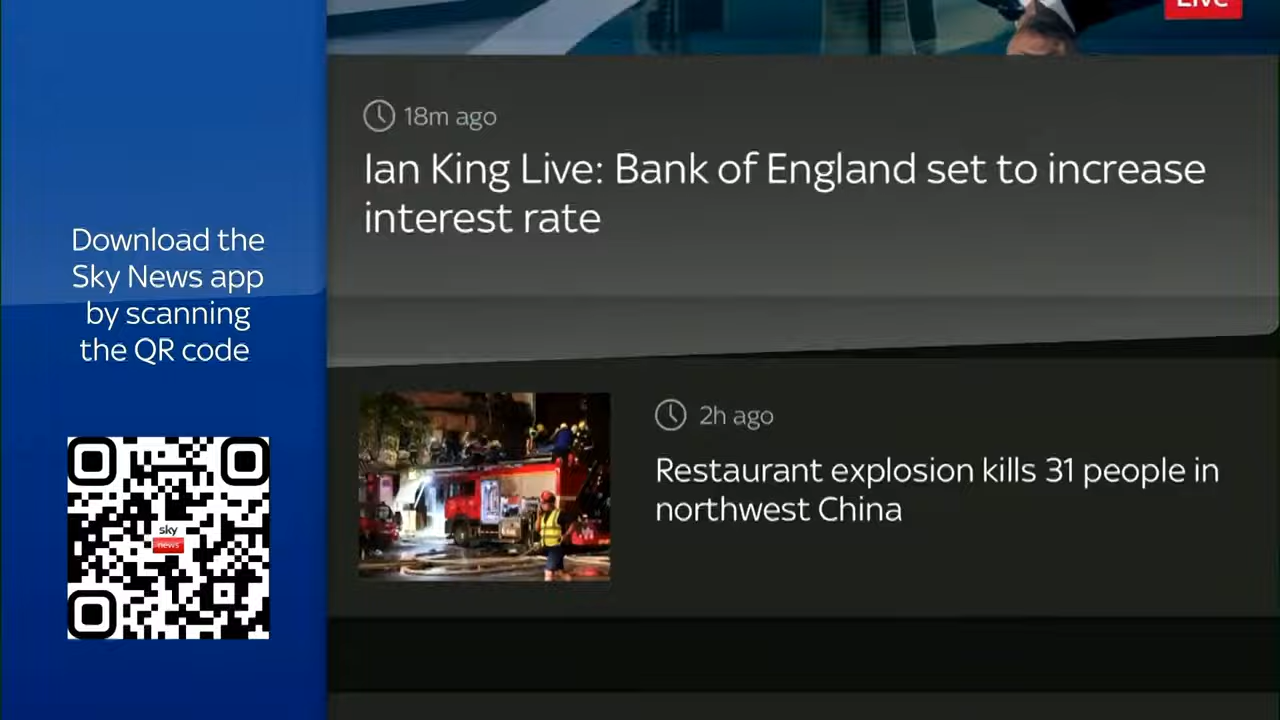 Live
18m ago
Ian King Live: Bank of England set to increase
interest rate
Download the
Sky News app
by scanning
the QR code
sky
news
2h ago
Restaurant explosion kills 31 people in
northwest China